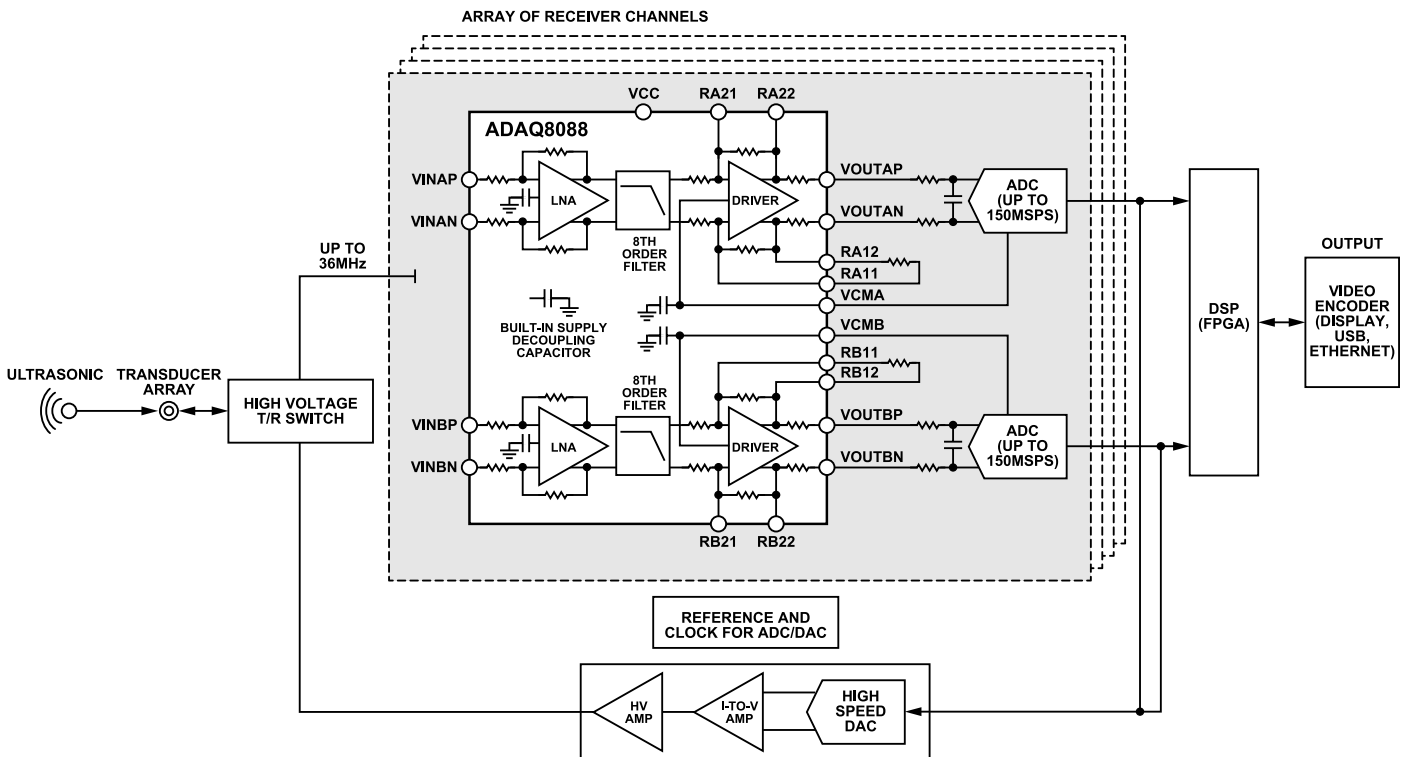 ARRAY OF RECEIVER CHANNELS
VCC
RA21
RA22
ADAQ8088
VINAP
VINAN
LNA
8TH
ORDER
FILTER
DRIVER
VOUTAP
VOUTAN
RA12
RA11
VCMA
ADC
(UP TO
150MSPS)
UP TO
36MHz
BUILT-IN SUPPLY
DECOUPLING
CAPACITOR
VCMB
RB11
RB12
DSP
(FPGA)
OUTPUT
VIDEO
ENCODER
(DISPLAY,
USB,
ETHERNET)
ULTRASONIC
TRANSDUCER
ARRAY
HIGH VOLTAGE
T/R SWITCH
VINBP
VINBN
LNA
8TH
ORDER
FILTER
DRIVER
VOUTBP
VOUTBN
ADC
(UP TO
150MSPS)
RB21
RB22
REFERENCE AND
CLOCK FOR ADC/DAC
HV
AMP
I-TO-V
AMP
HIGH
SPEED
DAC